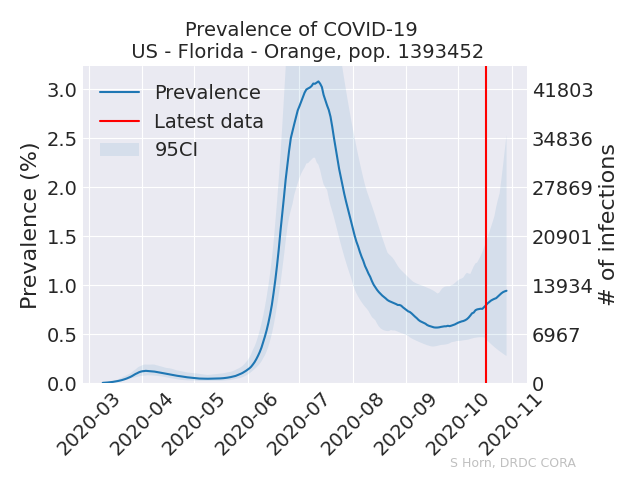 Prevalence of COVID-19
US - Florida - Orange, pop. 1393452
Prevalence (%)
3.0
2.5
2.0
1.5
1.0
0.5
0.0
Prevalence
Latest data
95CI
41803
34836
27869
20901
13934
6967
0
# of infections
2020-03
2020-04
2020-05
2020-06
2020-07
2020-08
2020-09
2020-10
2020-11
S Horn, DRDC CORA